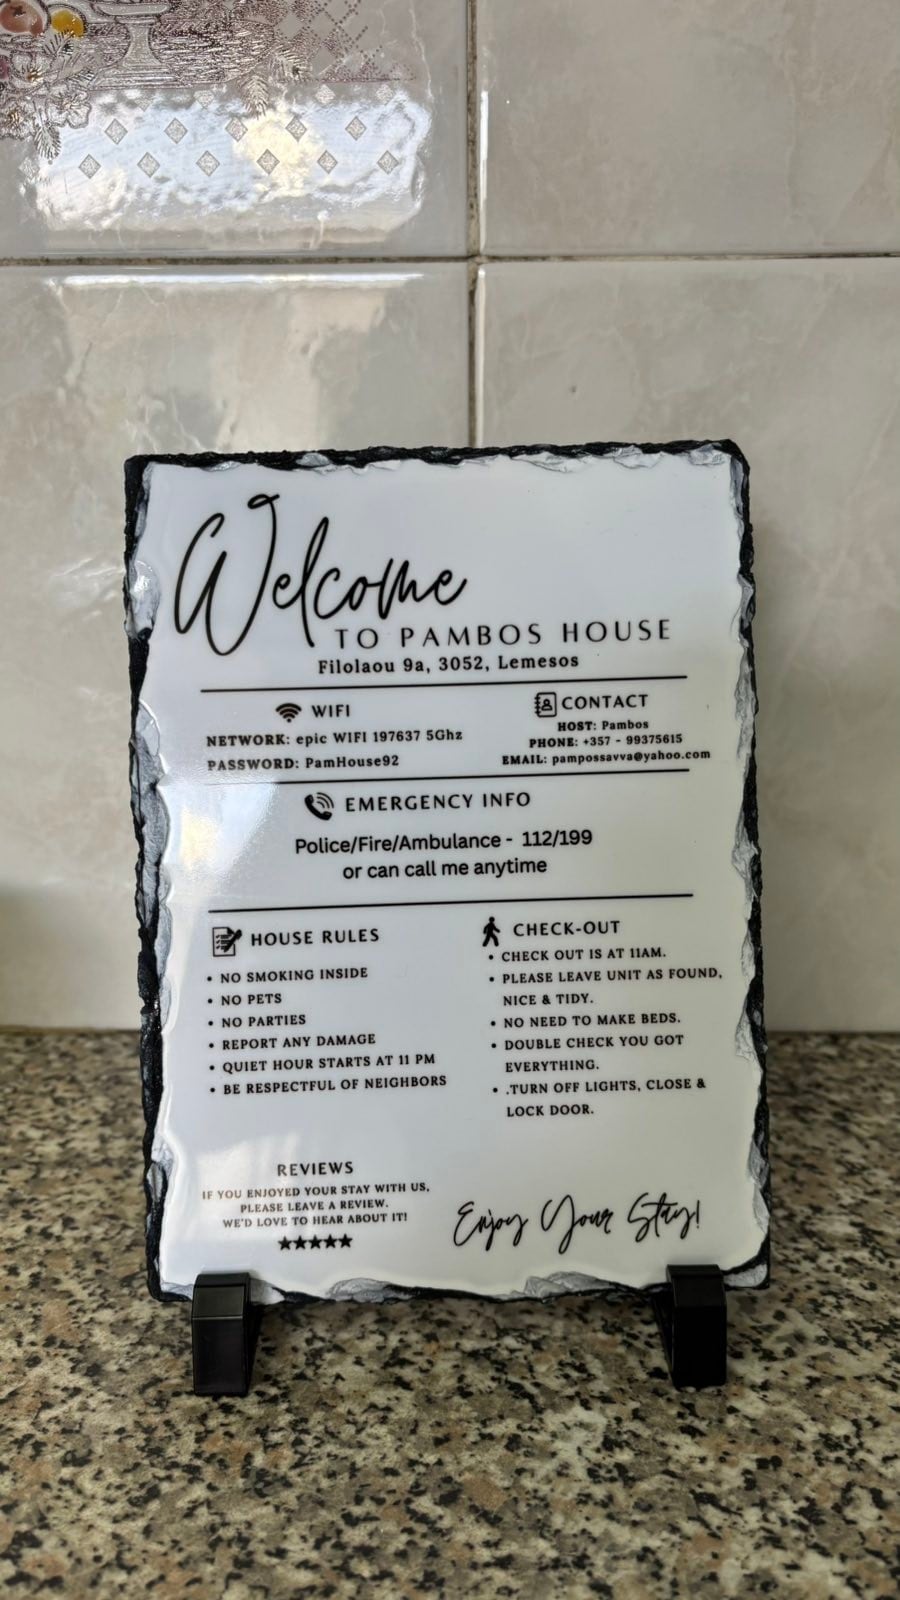 Welcome
TO PAMBOS HOUSE
Filolaou 9a, 3052, Lemesos
WIFI
NETWORK: epic WIFI 197637 5Ghz
PASSWORD: PamHouse92
CONTACT
HOST: Pambos
PHONE: +357 - 99375615
EMAIL: pampossavva@yahoo.com
EMERGENCY INFO
Police/Fire/Ambulance - 112/199
or can call me anytime
HOUSE RULES
• NO SMOKING INSIDE
• NO PETS
• NO PARTIES
• REPORT ANY DAMAGE
• QUIET HOUR STARTS AT 11 PM
• BE RESPECTFUL OF NEIGHBORS
CHECK-OUT
• CHECK OUT IS AT 11AM.
• PLEASE LEAVE UNIT AS FOUND,
NICE & TIDY.
• NO NEED TO MAKE BEDS.
• DOUBLE CHECK YOU GOT
EVERYTHING.
• .TURN OFF LIGHTS, CLOSE &
LOCK DOOR.
REVIEWS
IF YOU ENJOYED YOUR STAY WITH US,
PLEASE LEAVE A REVIEW.
WE'D LOVE TO HEAR ABOUT IT!
★★★★★
Enjoy Your Stay!